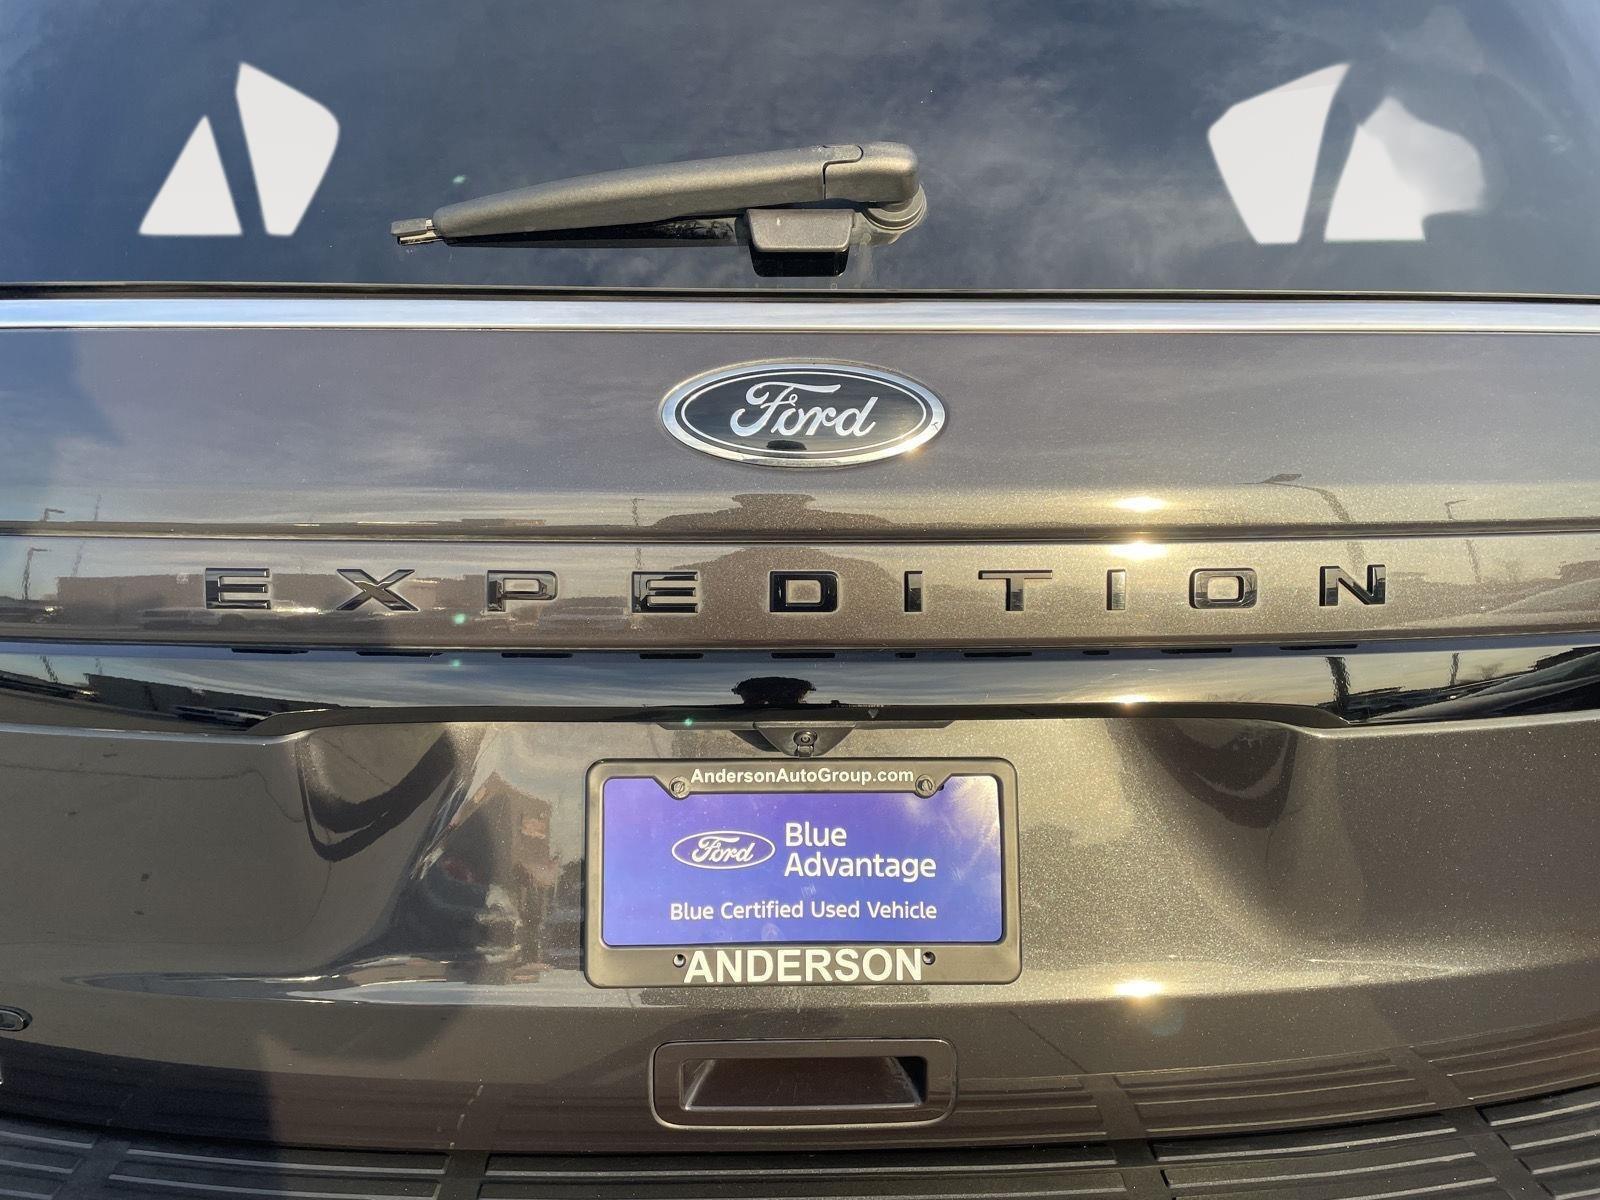 Ford
EXPEDITION
AndersonAutoGroup.com
Ford
Blue
Advantage
Blue Certified Used Vehicle
ANDERSON